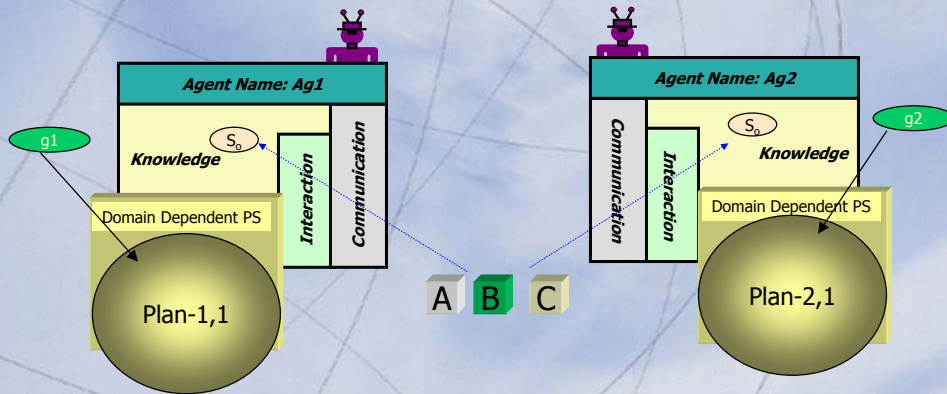 Agent Name: Ag1
g1
S₀
Knowledge
Interaction
Communication
Domain Dependent PS
Plan-1,1
A B C
Agent Name: Ag2
g2
S₀
Communication
Interaction
Knowledge
Domain Dependent PS
Plan-2,1